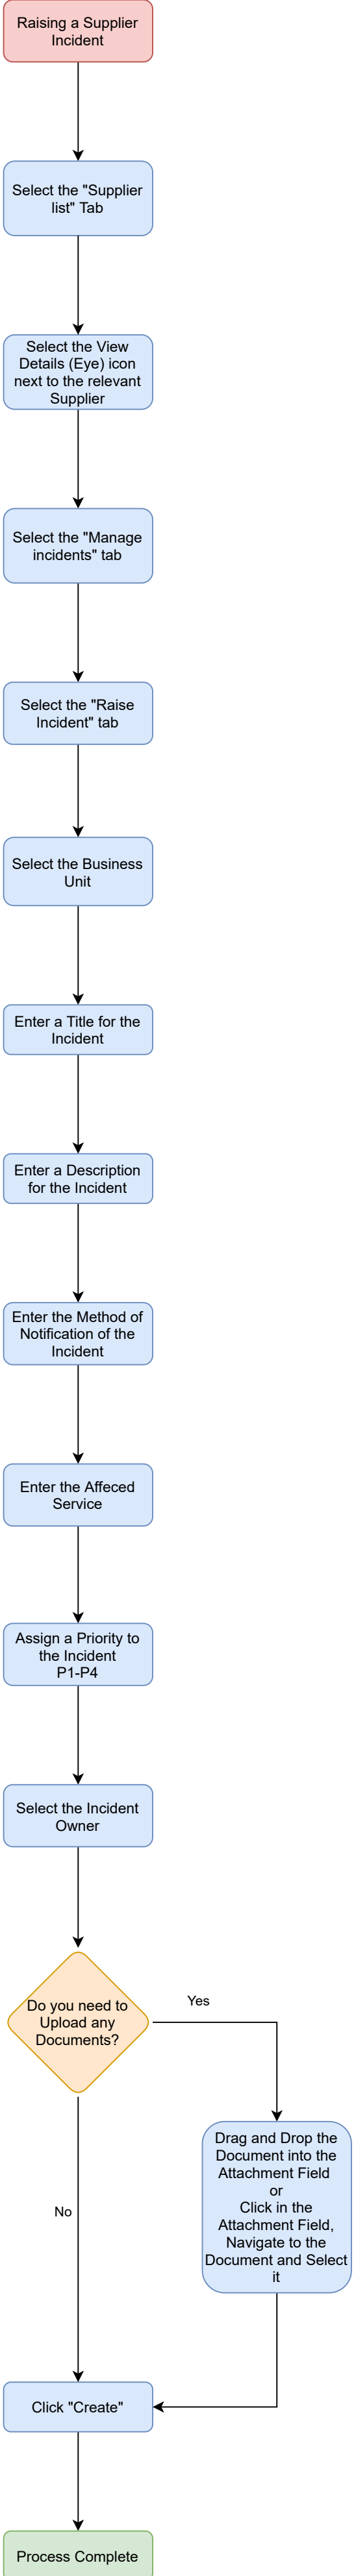 Raising a Supplier
Incident
Select the "Supplier
list" Tab
Select the View
Details (Eye) icon
next to the relevant
Supplier
Select the "Manage
incidents" tab
Select the "Raise
Incident" tab
Select the Business
Unit
Enter a Title for the
Incident
Enter a Description
for the Incident
Enter the Method of
Notification of the
Incident
Enter the Affeced
Service
Assign a Priority to
the Incident
P1-P4
Select the Incident
Owner
Do you need to
Upload any
Documents?
Yes
Drag and Drop the
Document into the
Attachment Field
or
Click in the
Attachment Field,
Navigate to the
Document and Select
it
No
Click "Create"
Process Complete